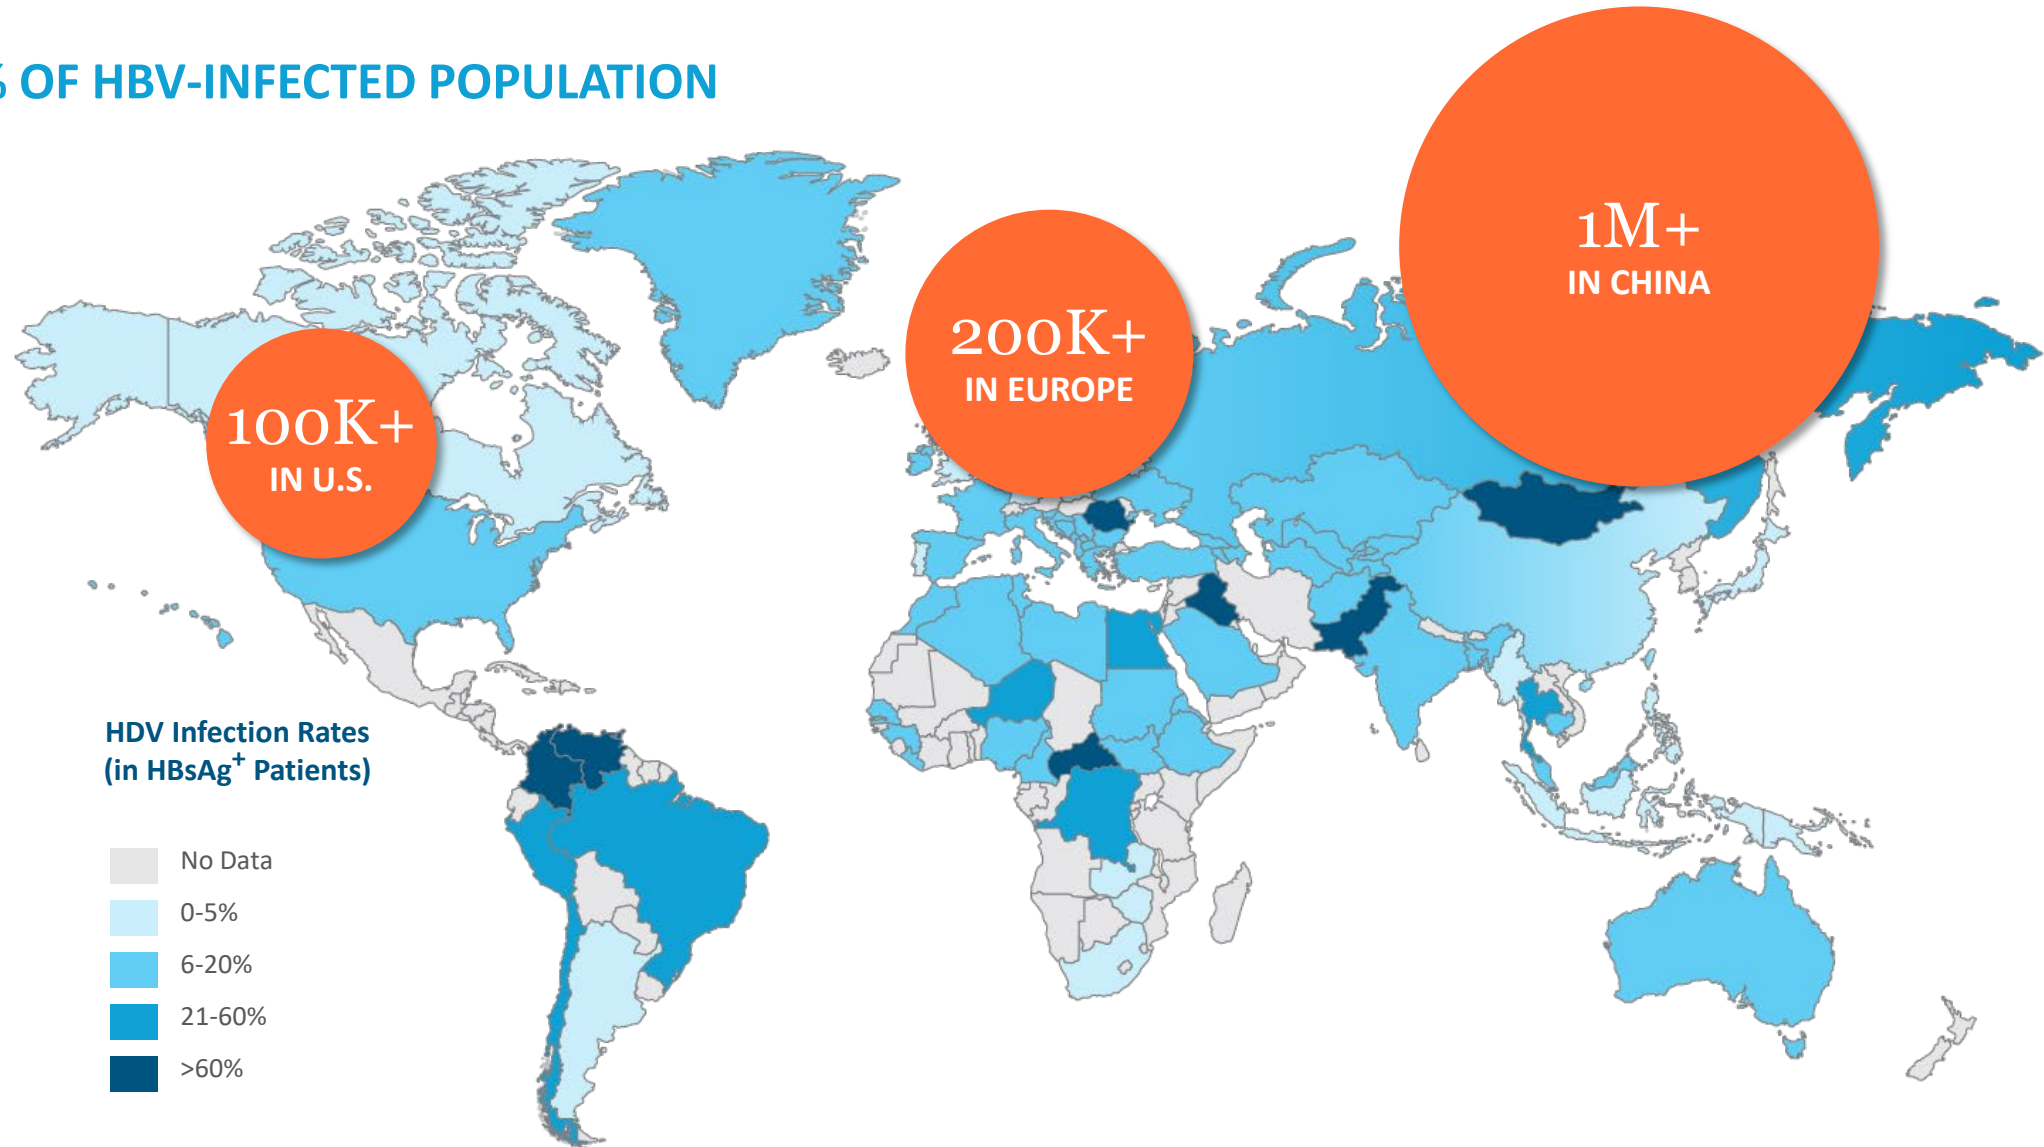 % OF HBV-INFECTED POPULATION
1M+
IN CHINA
200K+
IN EUROPE
100K+
IN U.S.
HDV Infection Rates
(in HBsAg⁺ Patients)
No Data
0-5%
6-20%
21-60%
>60%